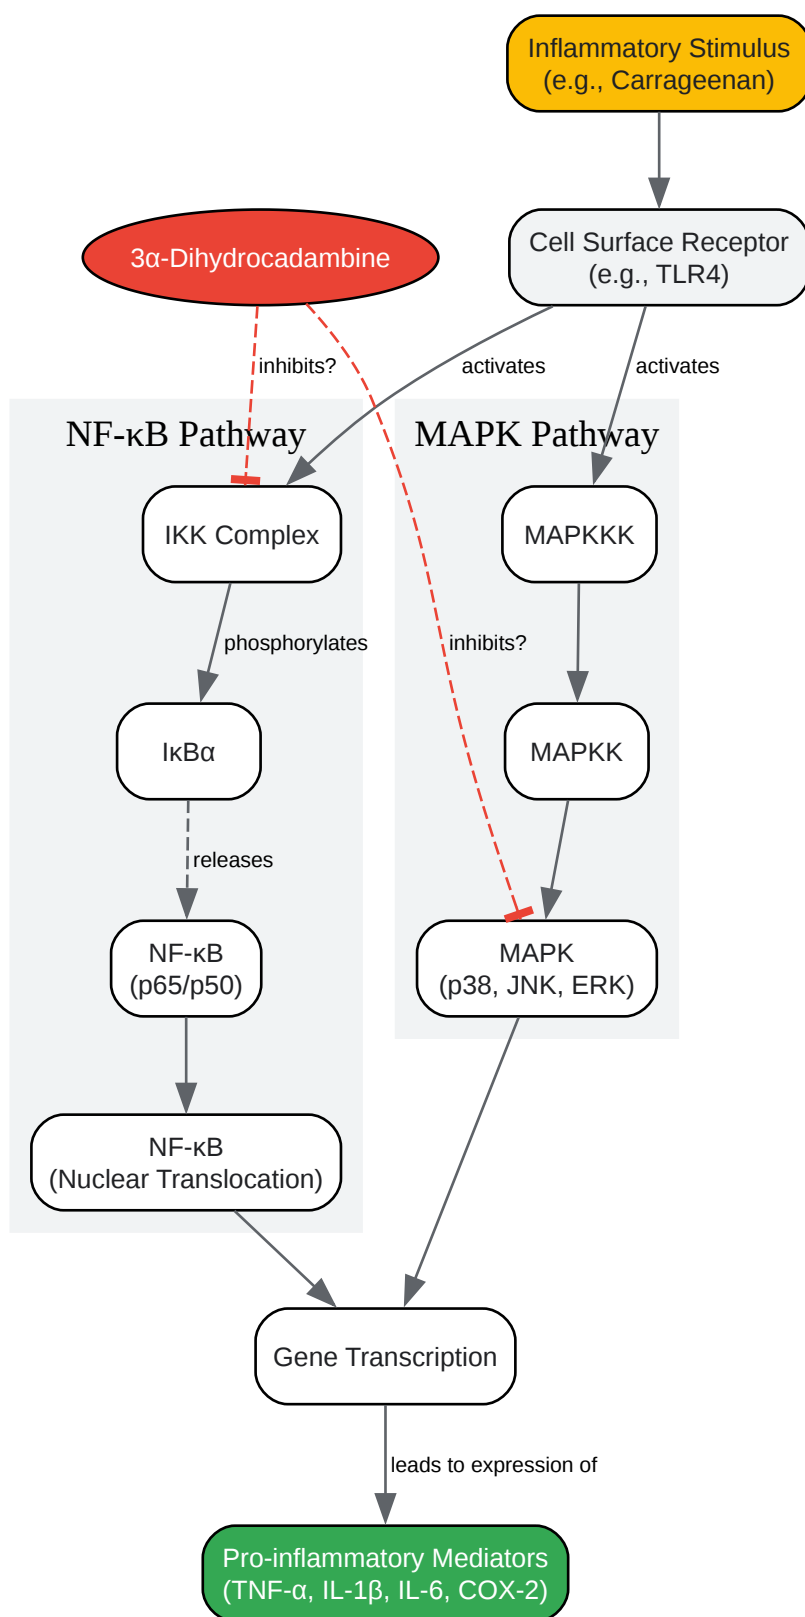 Inflammatory Stimulus
(e.g., Carrageenan)
3α-Dihydrocadambine
Cell Surface Receptor
(e.g., TLR4)
inhibits?
activates
activates
NF-κB Pathway
MAPK Pathway
IKK Complex
MAPKKK
phosphorylates
inhibits?
IκBα
MAPKK
releases
NF-κB
(p65/p50)
MAPK
(p38, JNK, ERK)
NF-κB
(Nuclear Translocation)
Gene Transcription
leads to expression of
Pro-inflammatory Mediators
(TNF-α, IL-1β, IL-6, COX-2)